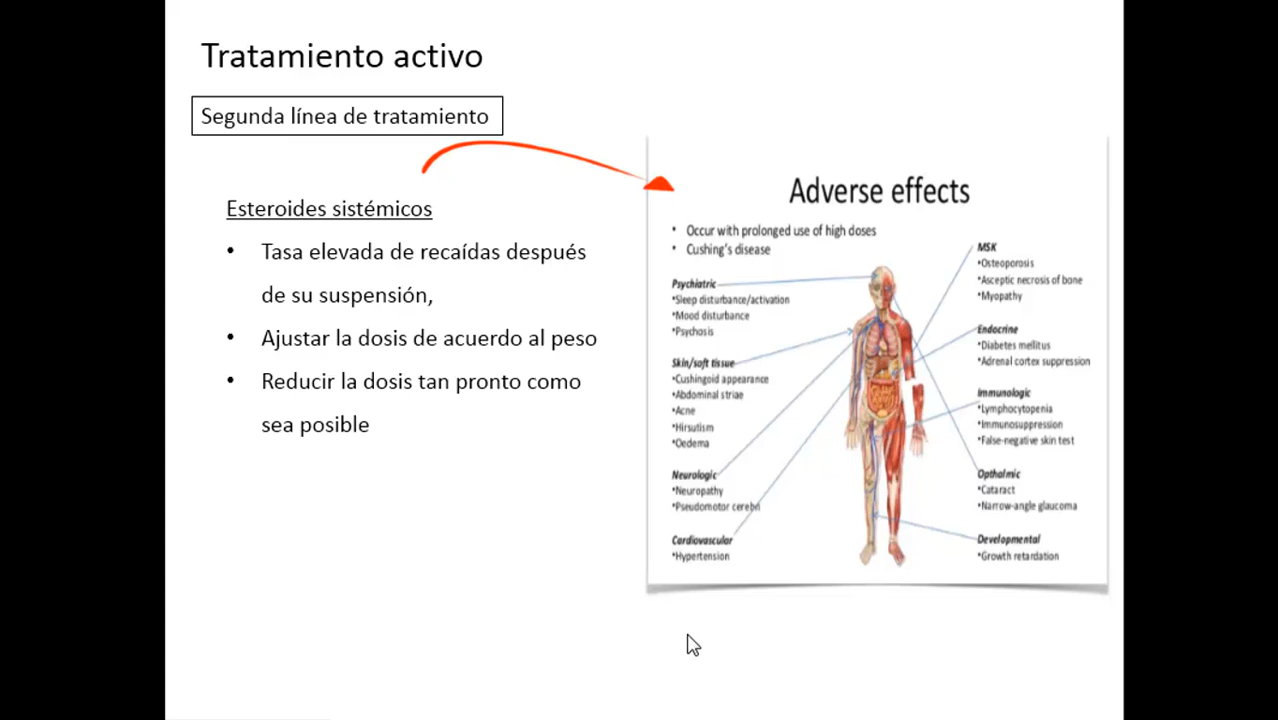 Tratamiento activo
Segunda línea de tratamiento
Esteroides sistémicos
• Tasa elevada de recaídas después
de su suspensión,
• Ajustar la dosis de acuerdo al peso
• Reducir la dosis tan pronto como
sea posible
Adverse effects
• Occur with prolonged use of high doses
• Cushing's disease
Psychiatric
•Sleep disturbance/activation
•Mood disturbance
•Psychosis
Skin/soft tissue
•Cushingoid appearance
•Abdominal striae
•Acne
•Hirsutism
•Oedema
Neurologic
•Neuropathy
•Pseudomotor cerebri
Cardiovascular
•Hypertension
MSK
•Osteoporosis
•Asceptic necrosis of bone
•Myopathy
Endocrine
•Diabetes mellitus
•Adrenal cortex suppression
Immunologic
•Lymphocytopenia
•Immunosuppression
•False-negative skin test
Opthalmic
•Cataract
•Narrow-angle glaucoma
Developmental
•Growth retardation